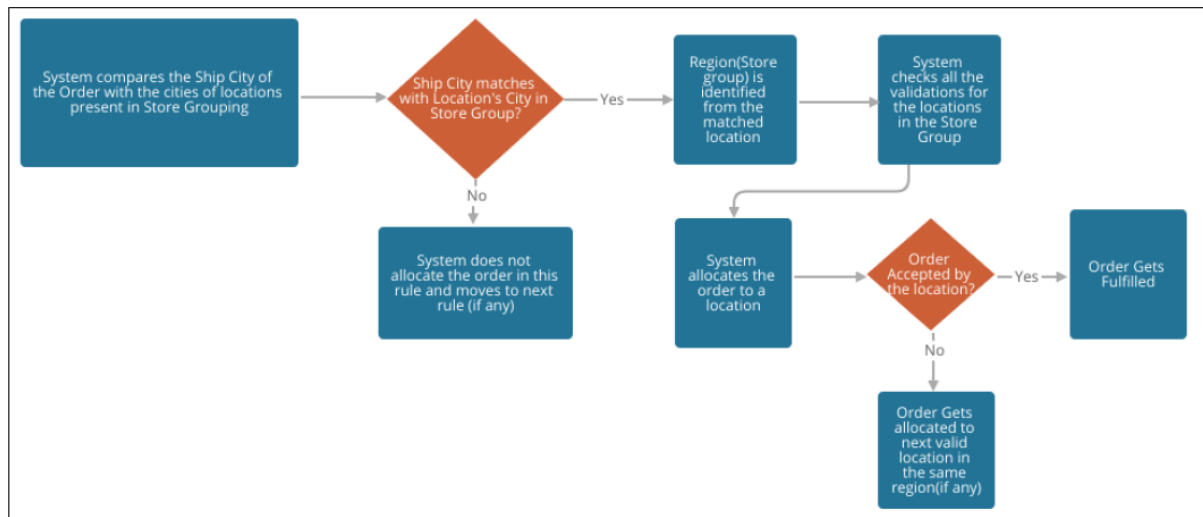 System compares the Ship City of
the Order with the cities of locations
present in Store Grouping
Ship City matches
with Location's City in
Store Group?
Yes
Region(Store
group) is
identified
from the
matched
location
System
checks all the
validations for
the locations
in the Store
Group
No
System does not
allocate the order in this
rule and moves to next
rule (if any)
System
allocates the
order to a
location
Order
Accepted by
the location?
Yes
Order Gets
Fulfilled
No
Order Gets
allocated to
next valid
location in
the same
region(if any)